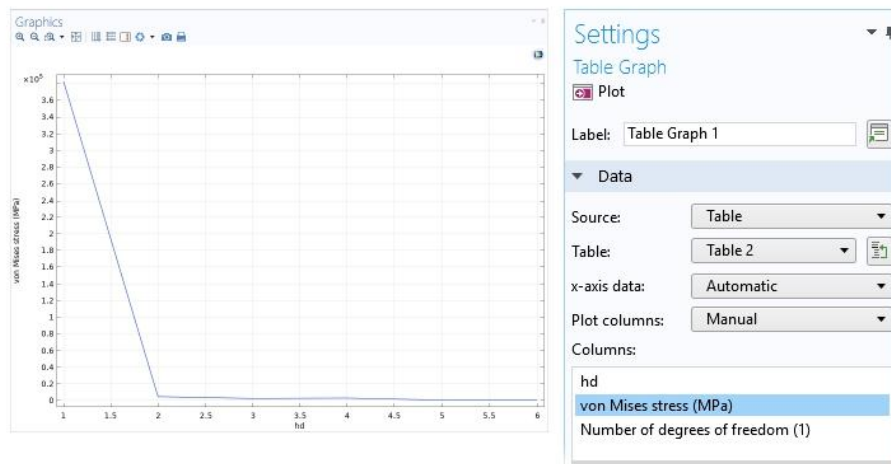 Graphics
×10⁵
3.6
3.4
3.2
3
2.8
2.6
2.4
2.2
2
1.8
1.6
1.4
1.2
1
0.8
0.6
0.4
0.2
0
von Mises stress (MPa)
1 1.5 2 2.5 3 3.5 4 4.5 5 5.5 6
hd
Settings
Table Graph
Plot
Label: Table Graph 1
Data
Source: Table
Table: Table 2
x-axis data: Automatic
Plot columns: Manual
Columns:
hd
von Mises stress (MPa)
Number of degrees of freedom (1)